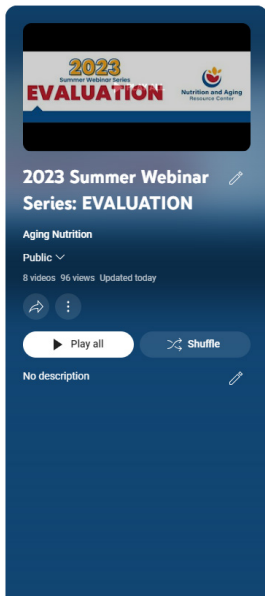 2023
Summer Webinar Series
EVALUATION
Nutrition and Aging
Resource Center
2023 Summer Webinar
Series: EVALUATION
Aging Nutrition
Public
8 videos 96 views Updated today
Play all
Shuffle
No description